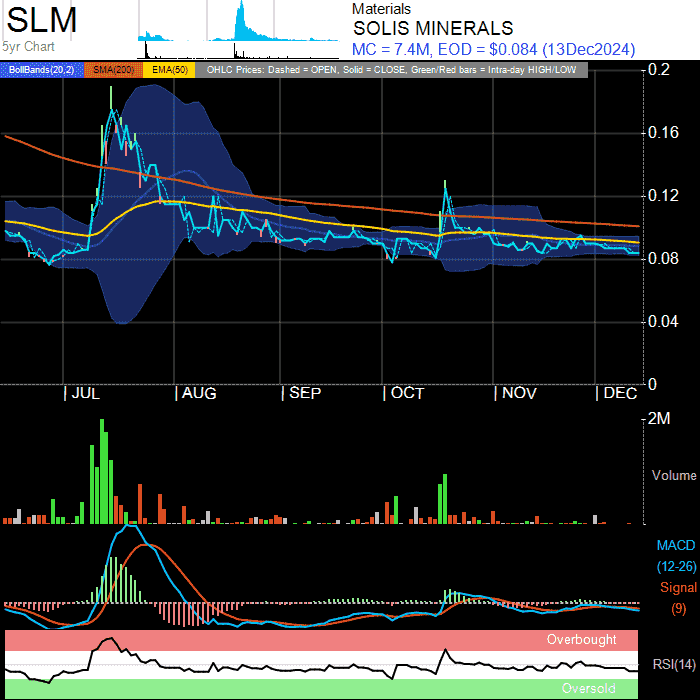 SLM
5yr Chart
Materials
SOLIS MINERALS
MC = 7.4M, EOD = $0.084 (13Dec2024)
BollBands(20,2) SMA(200) EMA(50) OHLC Prices: Dashed = OPEN, Solid = CLOSE, Green/Red bars = Intra-day HIGH/LOW
0.2
0.16
0.12
0.08
0.04
0
JUL AUG SEP OCT NOV DEC
2M
Volume
MACD
(12-26)
Signal
(9)
Overbought
RSI(14)
Oversold